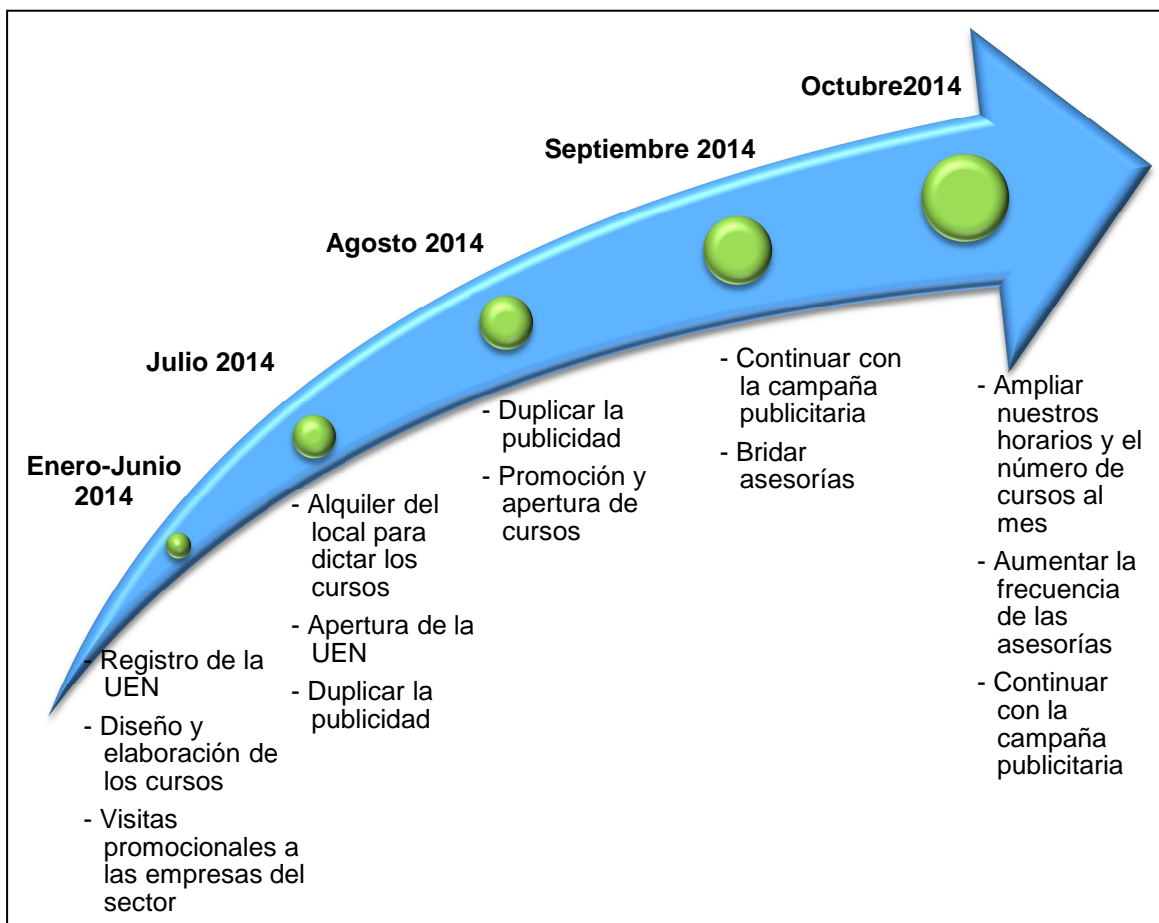 Enero-Junio
2014
- Registro de la
UEN
- Diseño y
elaboración de
los cursos
- Visitas
promocionales a
las empresas del
sector
Julio 2014
- Alquiler del
local para
dictar los
cursos
- Apertura de la
UEN
- Duplicar la
publicidad
Agosto 2014
- Duplicar la
publicidad
- Promoción y
apertura de
cursos
Septiembre 2014
- Continuar con
la campaña
publicitaria
- Bridar
asesorías
Octubre2014
- Ampliar
nuestros
horarios y el
número de
cursos al
mes
- Aumentar la
frecuencia
de las
asesorías
- Continuar
con la
campaña
publicitaria